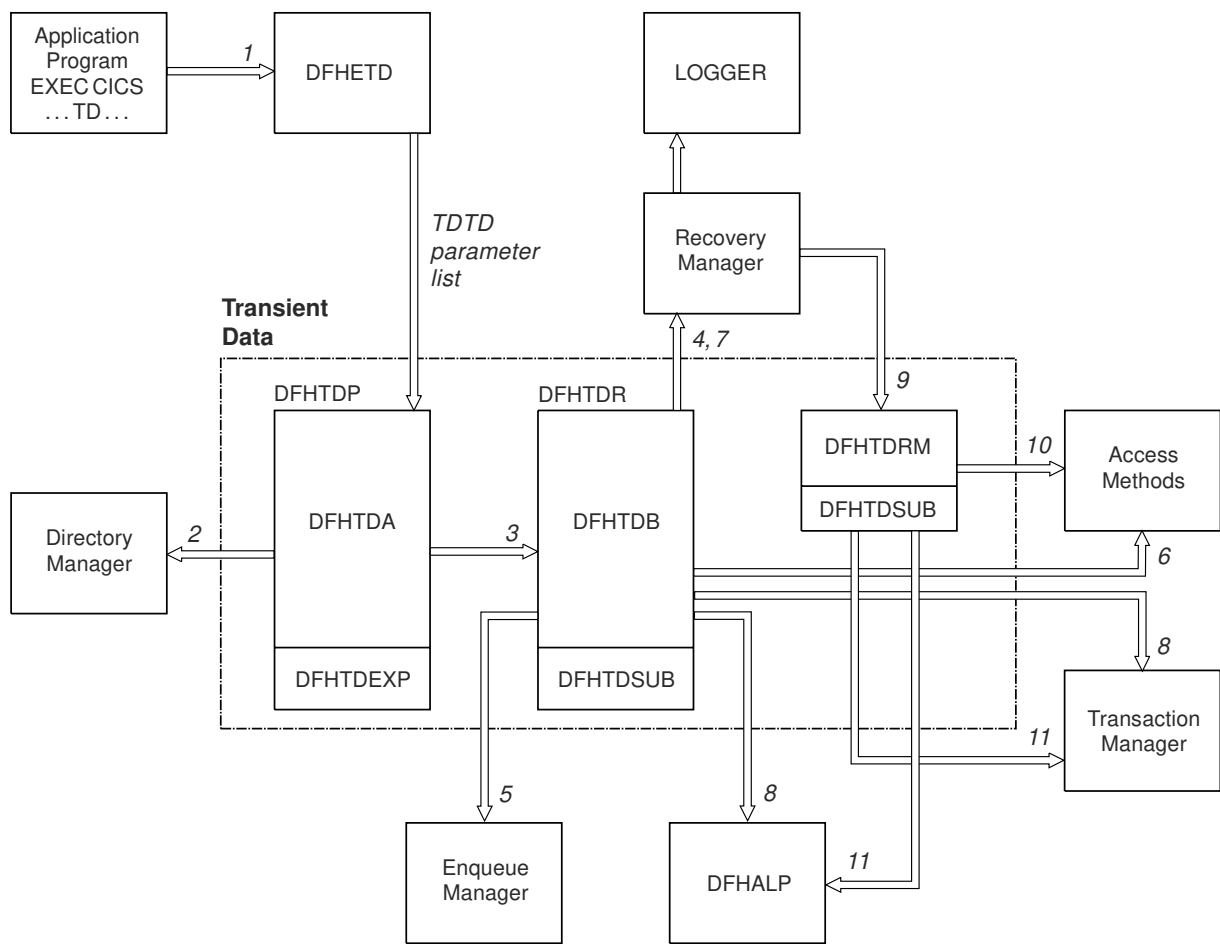 Application
Program
EXEC CICS
...TD...
1
DFHETD
LOGGER
TDTD
parameter
list
Recovery
Manager
Transient
Data
4, 7
9
DFHTDP
DFHTDR
DFHTDA
DFHTDB
DFHTDRM
DFHTDSUB
10
Access
Methods
Directory
Manager
2
3
6
DFHTDEXP
DFHTDSUB
8
Transaction
Manager
11
5
8
11
Enqueue
Manager
DFHALP